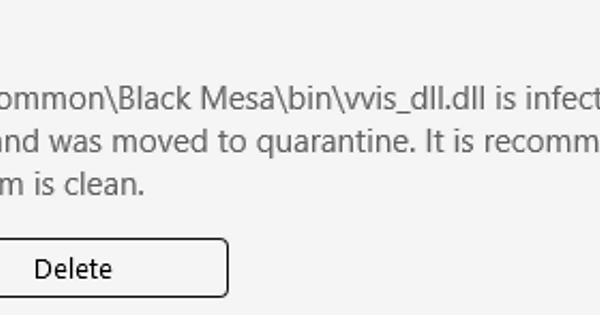 ommon\Black Mesa\bin\vvis_dll.dll is infect
and was moved to quarantine. It is recomm
m is clean.
Delete